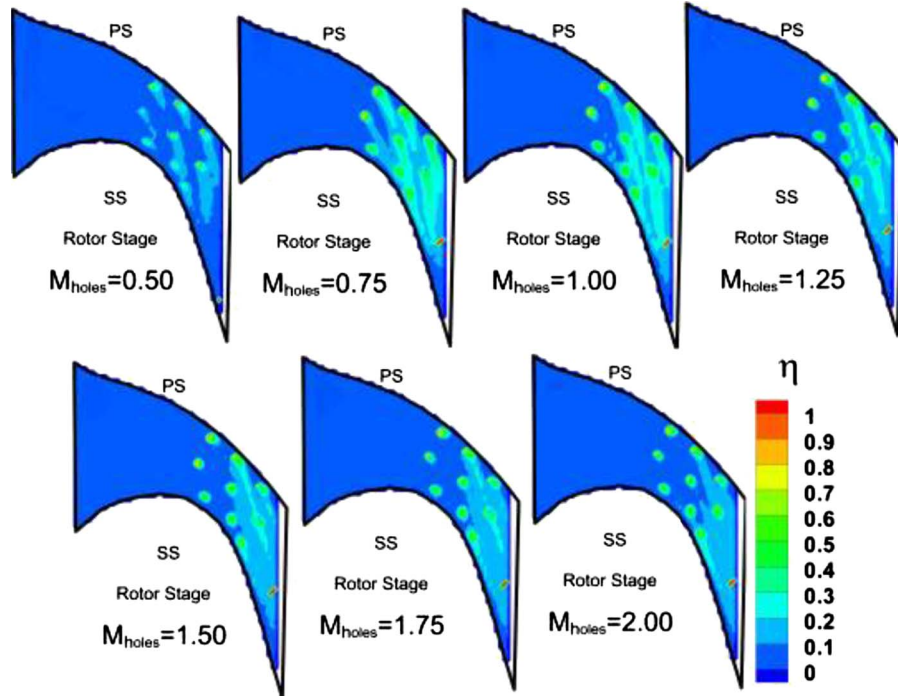 PS PS PS PS
SS SS SS SS
Rotor Stage Rotor Stage Rotor Stage Rotor Stage
Mholes=0.50 Mholes=0.75 Mholes=1.00 Mholes=1.25
PS PS PS
SS SS SS
Rotor Stage Rotor Stage Rotor Stage
Mholes=1.50 Mholes=1.75 Mholes=2.00
η
1
0.9
0.8
0.7
0.6
0.5
0.4
0.3
0.2
0.1
0